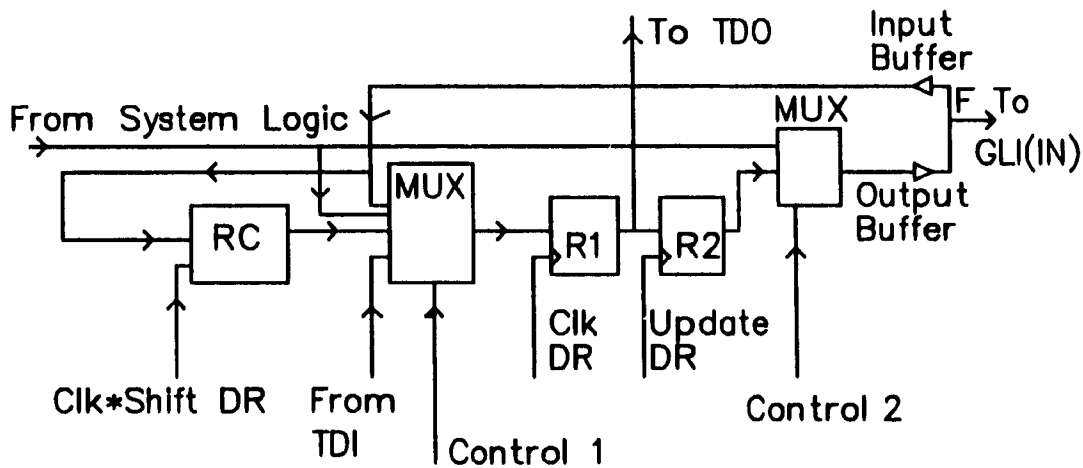 To TDO
Input
Buffer
MUX
F To
GLI(IN)
From System Logic
MUX
Output
Buffer
RC
R1
R2
Clk
DR
Update
DR
Clk*Shift DR
From
TDI
Control 1
Control 2